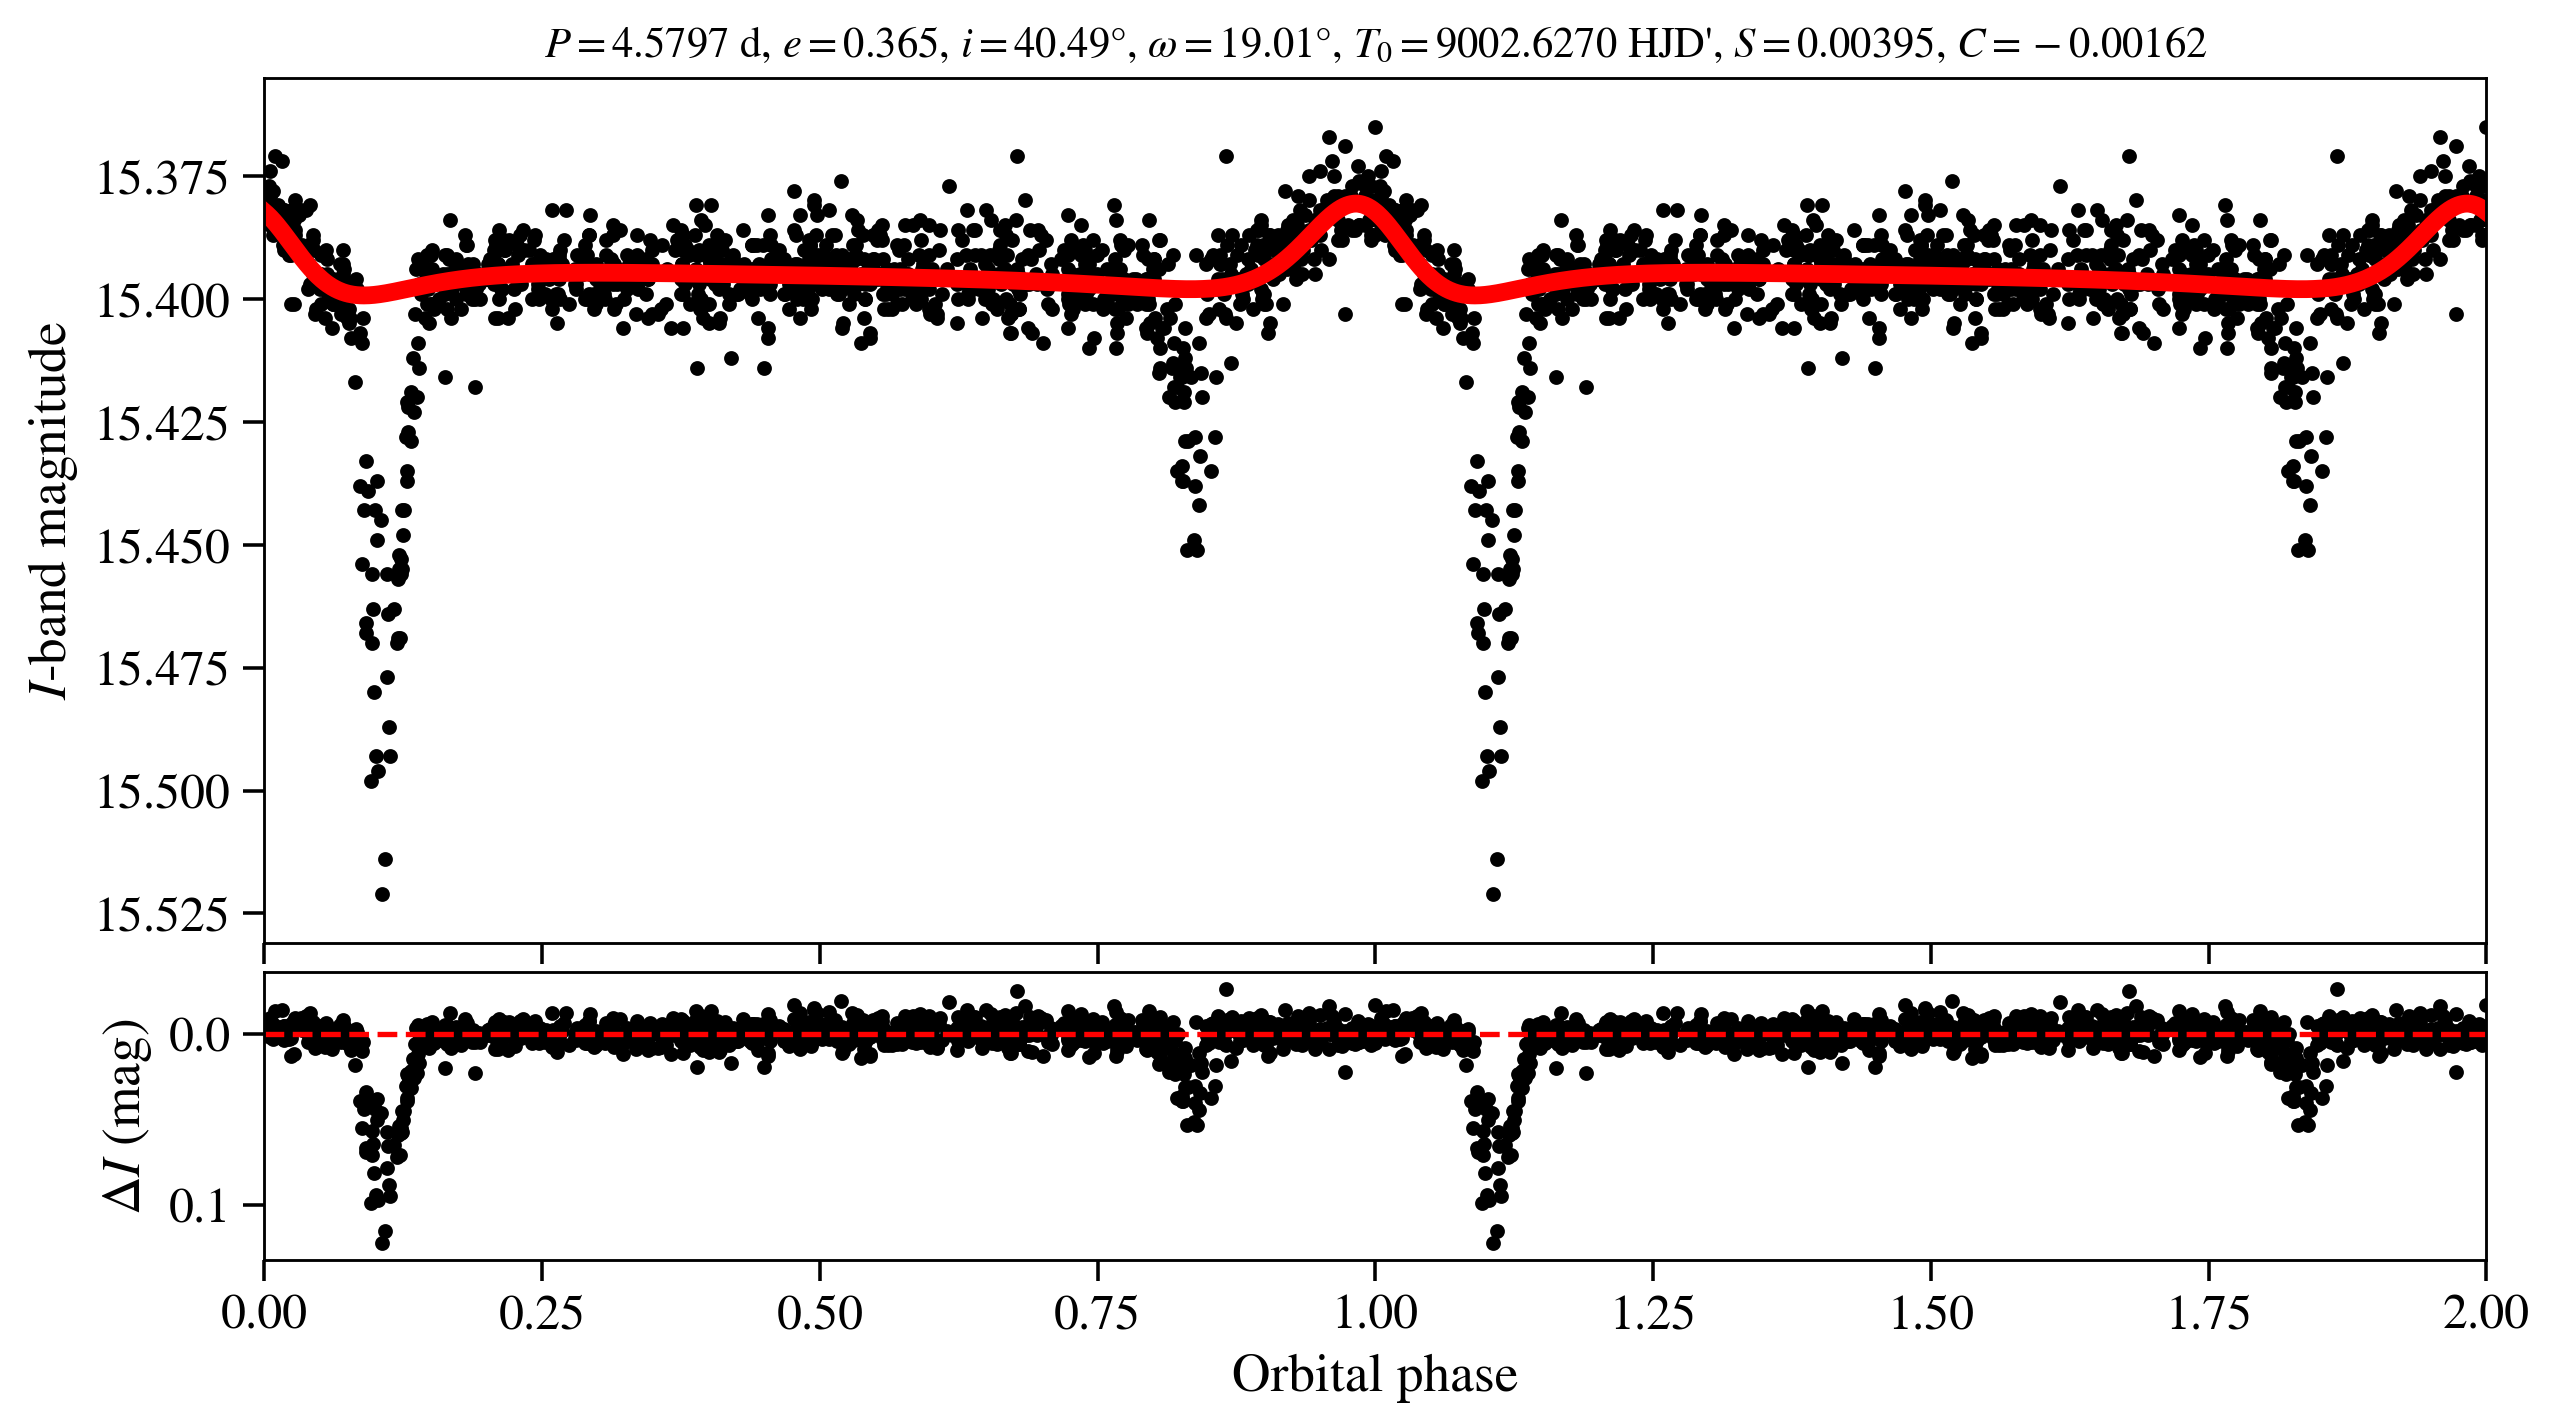 P = 4.5797 d, e = 0.365, i = 40.49°, ω = 19.01°, T₀ = 9002.6270 HJD', S = 0.00395, C = −0.00162
15.375
15.400
15.425
15.450
15.475
15.500
15.525
I-band magnitude
0.0
0.1
ΔI (mag)
0.00 0.25 0.50 0.75 1.00 1.25 1.50 1.75 2.00
Orbital phase